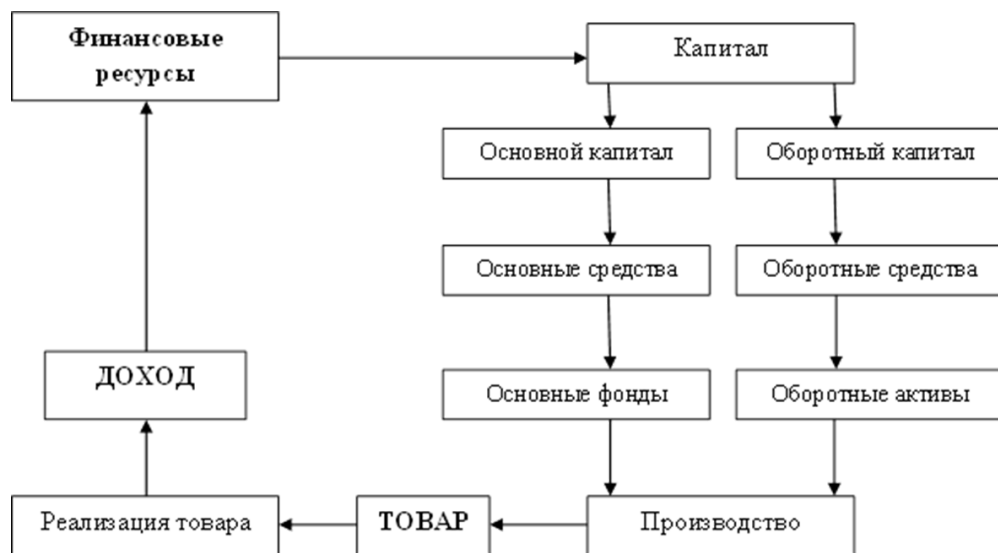 Финансовые
ресурсы
Капитал
Основной капитал
Оборотный капитал
Основные средства
Оборотные средства
ДОХОД
Основные фонды
Оборотные активы
Реализация товара
ТОВАР
Производство